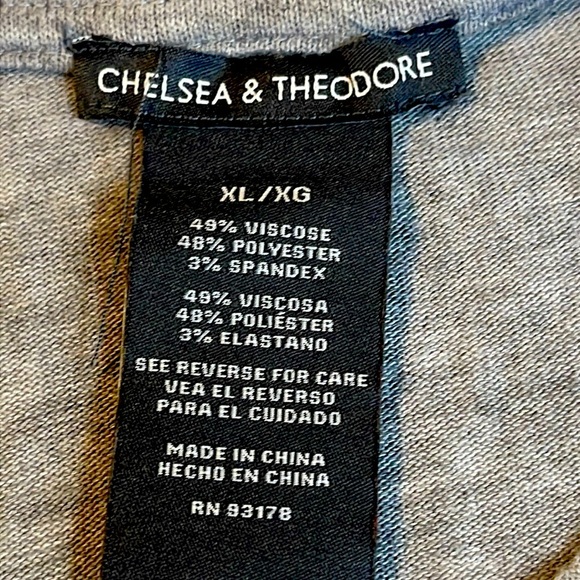 CHELSEA & THEODORE
XL/XG
49% VISCOSE
48% POLYESTER
3% SPANDEX
49% VISCOSA
48% POLIÉSTER
3% ELASTANO
SEE REVERSE FOR CARE
VEA EL REVERSO
PARA EL CUIDADO
MADE IN CHINA
HECHO EN CHINA
RN 93178